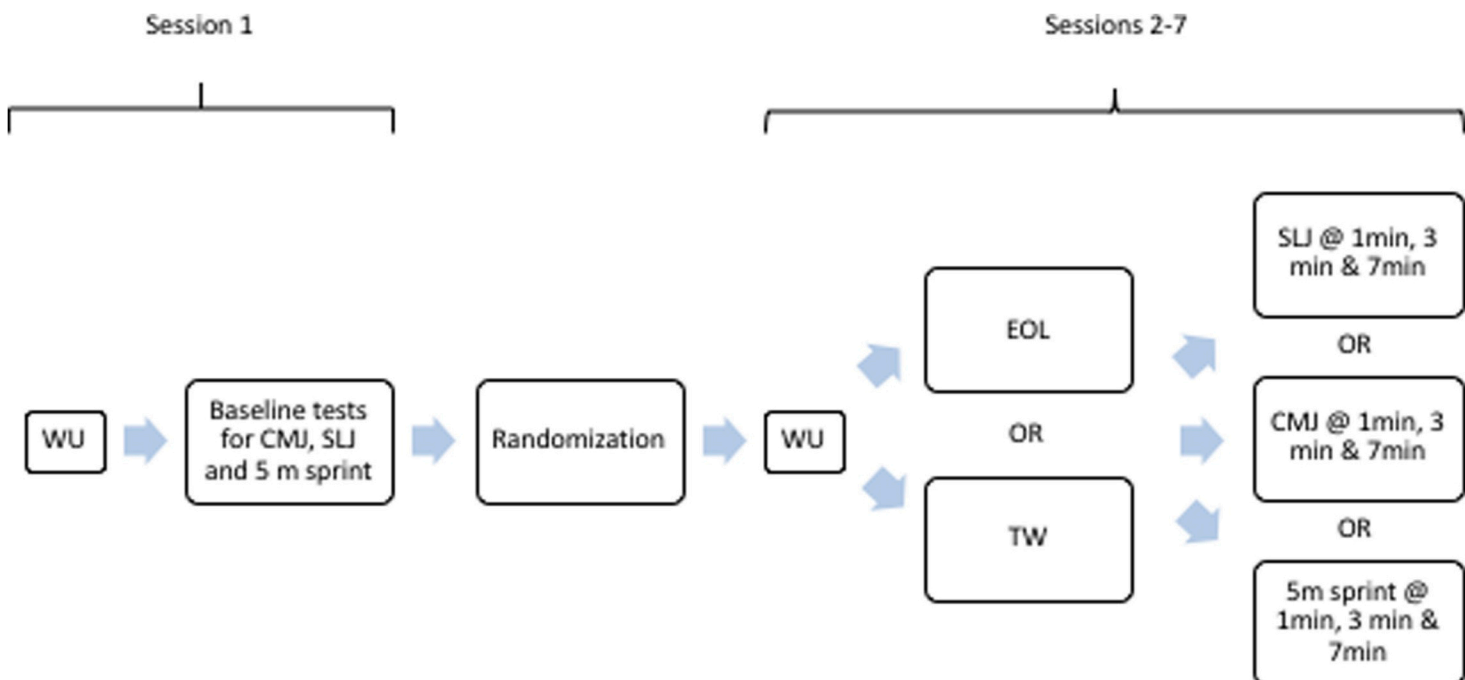 Session 1
Sessions 2-7
WU
Baseline tests
for CMJ, SLJ
and 5 m sprint
Randomization
WU
EOL
OR
TW
SLJ @ 1min, 3
min & 7min
OR
CMJ @ 1min, 3
min & 7min
OR
5m sprint @
1min, 3 min &
7min